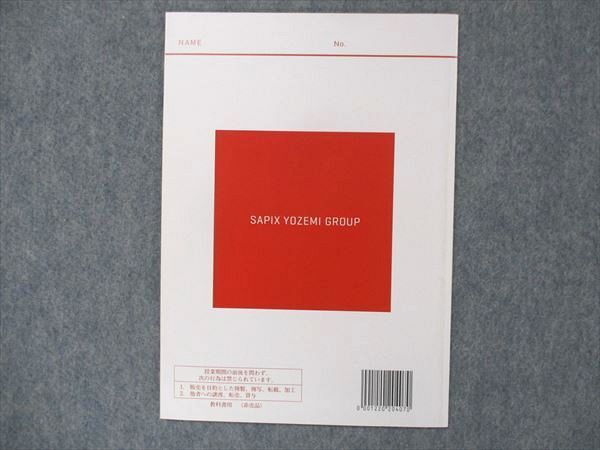 NAME No.
SAPIX YOZEMI GROUP
授業期間の前後を問わず、
次の行為は禁じられています。
1. 販売を目的とした複製、複写、転載、加工
2. 他者への譲渡、転売、貸与
教科書用 (非売品)
0001220204070